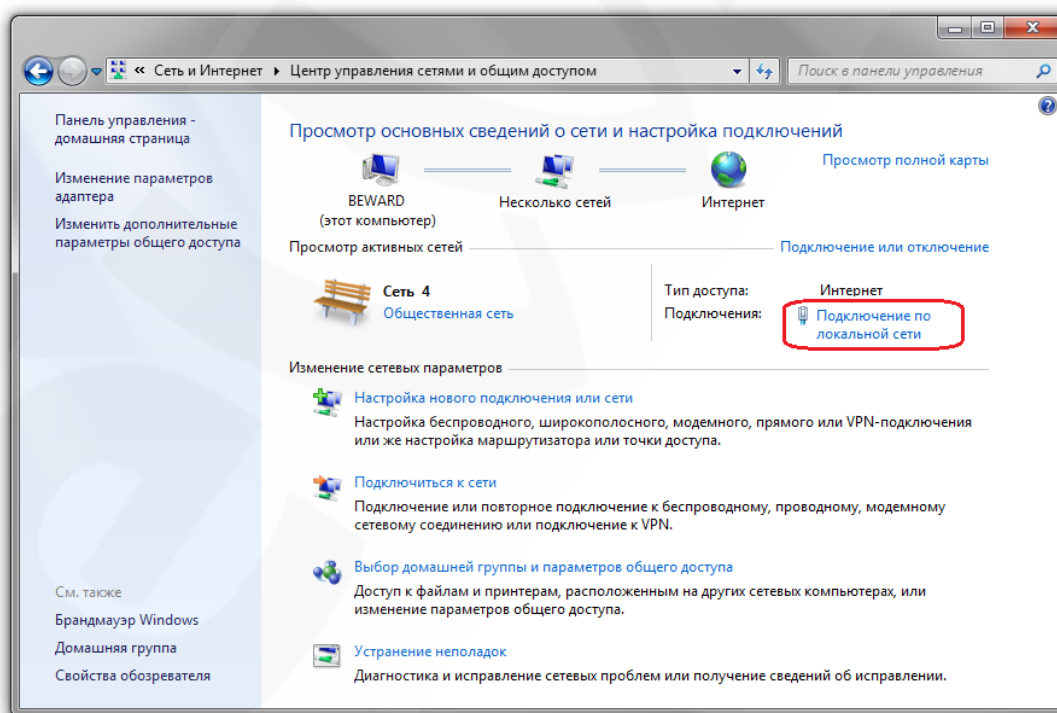 « Сеть и Интернет ▸ Центр управления сетями и общим доступом
Поиск в панели управления
Панель управления -
домашняя страница
Изменение параметров
адаптера
Изменить дополнительные
параметры общего доступа
См. также
Брандмауэр Windows
Домашняя группа
Свойства обозревателя
Просмотр основных сведений о сети и настройка подключений
Просмотр полной карты
BEWARD
(этот компьютер)
Несколько сетей
Интернет
Просмотр активных сетей
Подключение или отключение
Сеть 4
Общественная сеть
Тип доступа: Интернет
Подключения: Подключение по
локальной сети
Изменение сетевых параметров
Настройка нового подключения или сети
Настройка беспроводного, широкополосного, модемного, прямого или VPN-подключения
или же настройка маршрутизатора или точки доступа.
Подключиться к сети
Подключение или повторное подключение к беспроводному, проводному, модемному
сетевому соединению или подключение к VPN.
Выбор домашней группы и параметров общего доступа
Доступ к файлам и принтерам, расположенным на других сетевых компьютерах, или
изменение параметров общего доступа.
Устранение неполадок
Диагностика и исправление сетевых проблем или получение сведений об исправлении.